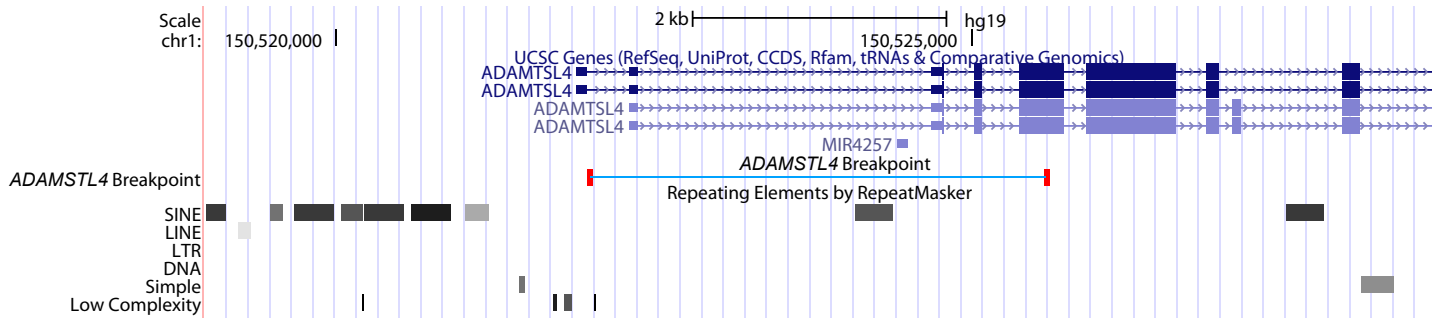 Scale 2 kb hg19
chr1: 150,520,000 150,525,000
UCSC Genes (RefSeq, UniProt, CCDS, Rfam, tRNAs & Comparative Genomics)
ADAMTSL4
ADAMTSL4
ADAMTSL4
ADAMTSL4
MIR4257
ADAMSTL4 Breakpoint
ADAMSTL4 Breakpoint
Repeating Elements by RepeatMasker
SINE
LINE
LTR
DNA
Simple
Low Complexity